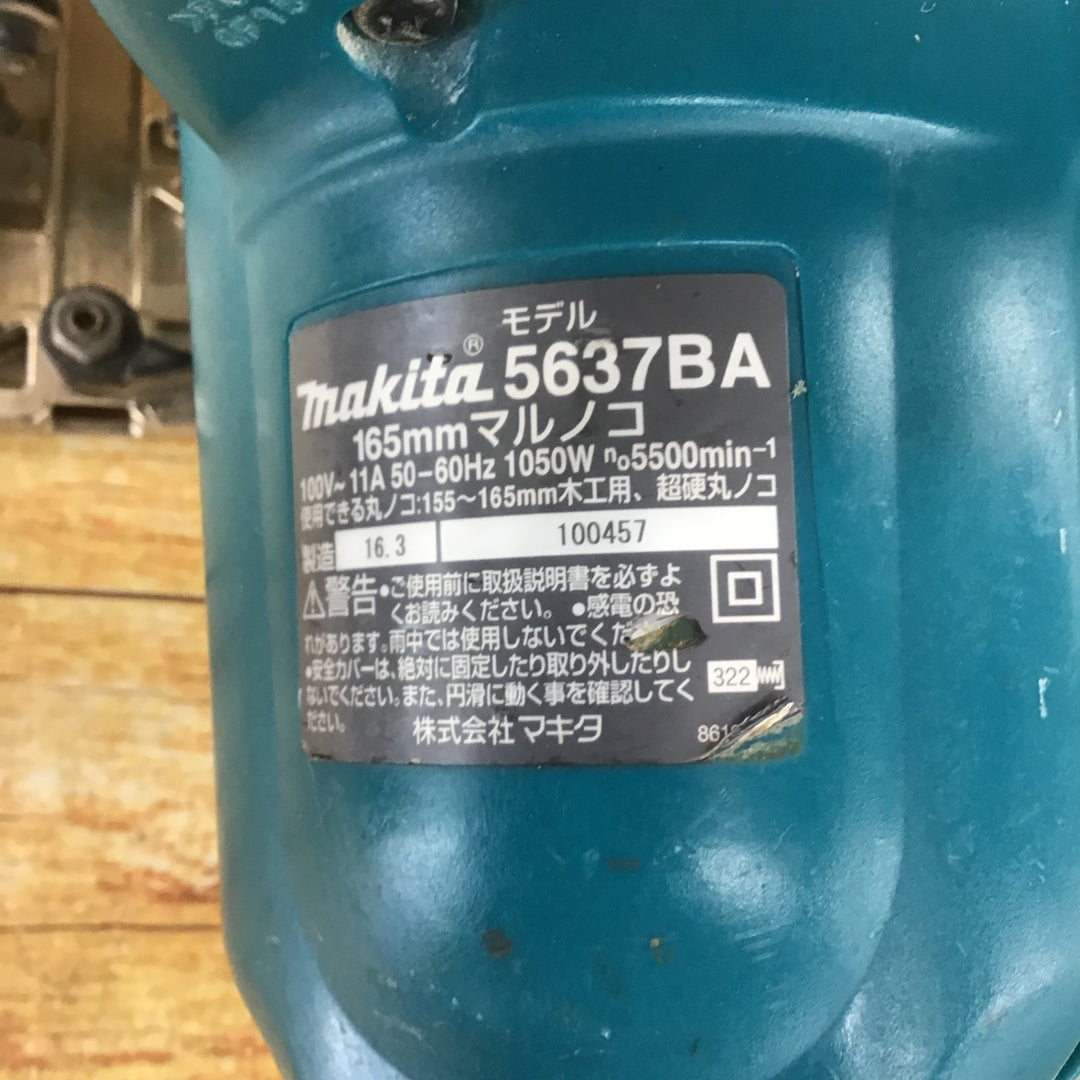 モデル
makita® 5637BA
165mmマルノコ
100V~ 11A 50-60Hz 1050W n₀5500min⁻¹
使用できる丸ノコ:155~165mm木工用、超硬丸ノコ
製造 16.3 100457
⚠警告 •ご使用前に取扱説明書を必ずよ
くお読みください。 •感電の恐
れがあります。雨中では使用しないでくだ
•安全カバーは、絶対に固定したり取り外したりし
ないでください。また、円滑に動く事を確認してく
ださい。
322
株式会社マキタ